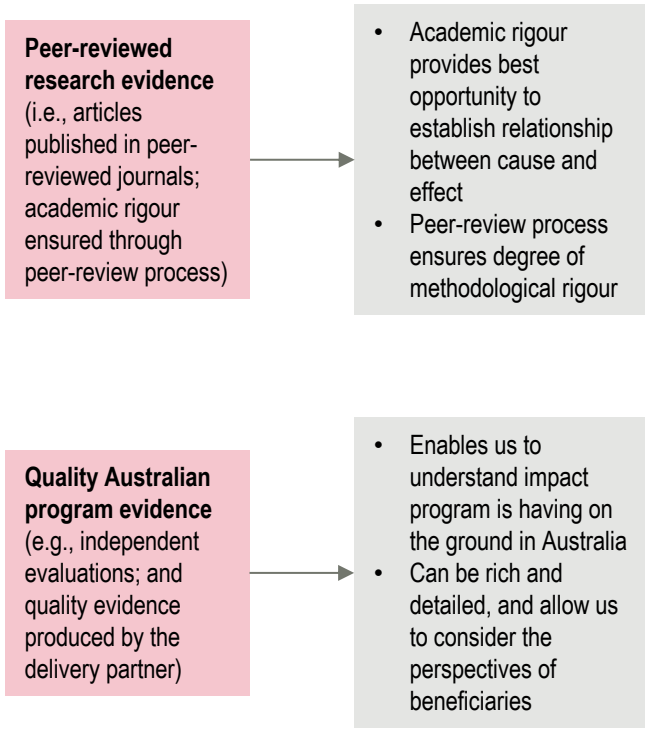 Peer-reviewed
research evidence
(i.e., articles
published in peer-
reviewed journals;
academic rigour
ensured through
peer-review process)
• Academic rigour
provides best
opportunity to
establish relationship
between cause and
effect
• Peer-review process
ensures degree of
methodological rigour
Quality Australian
program evidence
(e.g., independent
evaluations; and
quality evidence
produced by the
delivery partner)
• Enables us to
understand impact
program is having on
the ground in Australia
• Can be rich and
detailed, and allow us
to consider the
perspectives of
beneficiaries